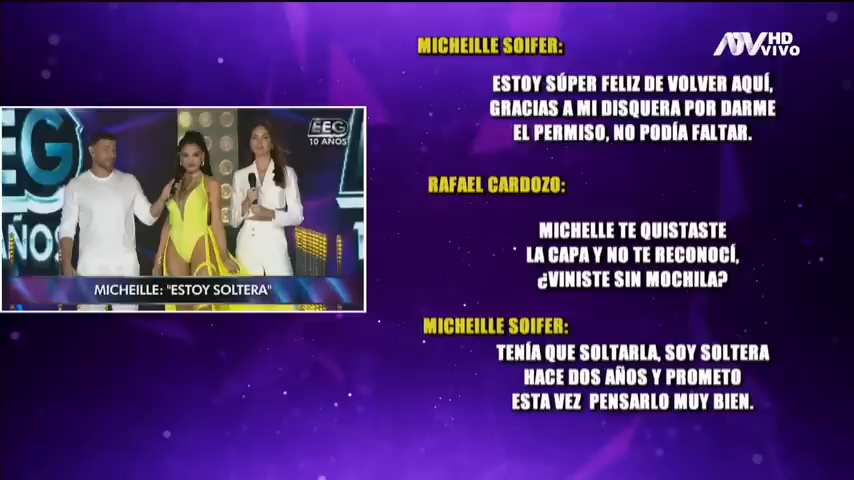 MICHEILLE SOIFER:
ATV HD
VIVO
ESTOY SÚPER FELIZ DE VOLVER AQUÍ,
GRACIAS A MI DISQUERA POR DARME
EL PERMISO, NO PODÍA FALTAR.
RAFAEL CARDOZO:
MICHELLE TE QUISTASTE
LA CAPA Y NO TE RECONOCÍ,
¿VINISTE SIN MOCHILA?
MICHEILLE SOIFER:
TENÍA QUE SOLTARLA, SOY SOLTERA
HACE DOS AÑOS Y PROMETO
ESTA VEZ PENSARLO MUY BIEN.
EEG
10 AÑOS
EEG
AÑOS
MICHEILLE: "ESTOY SOLTERA"